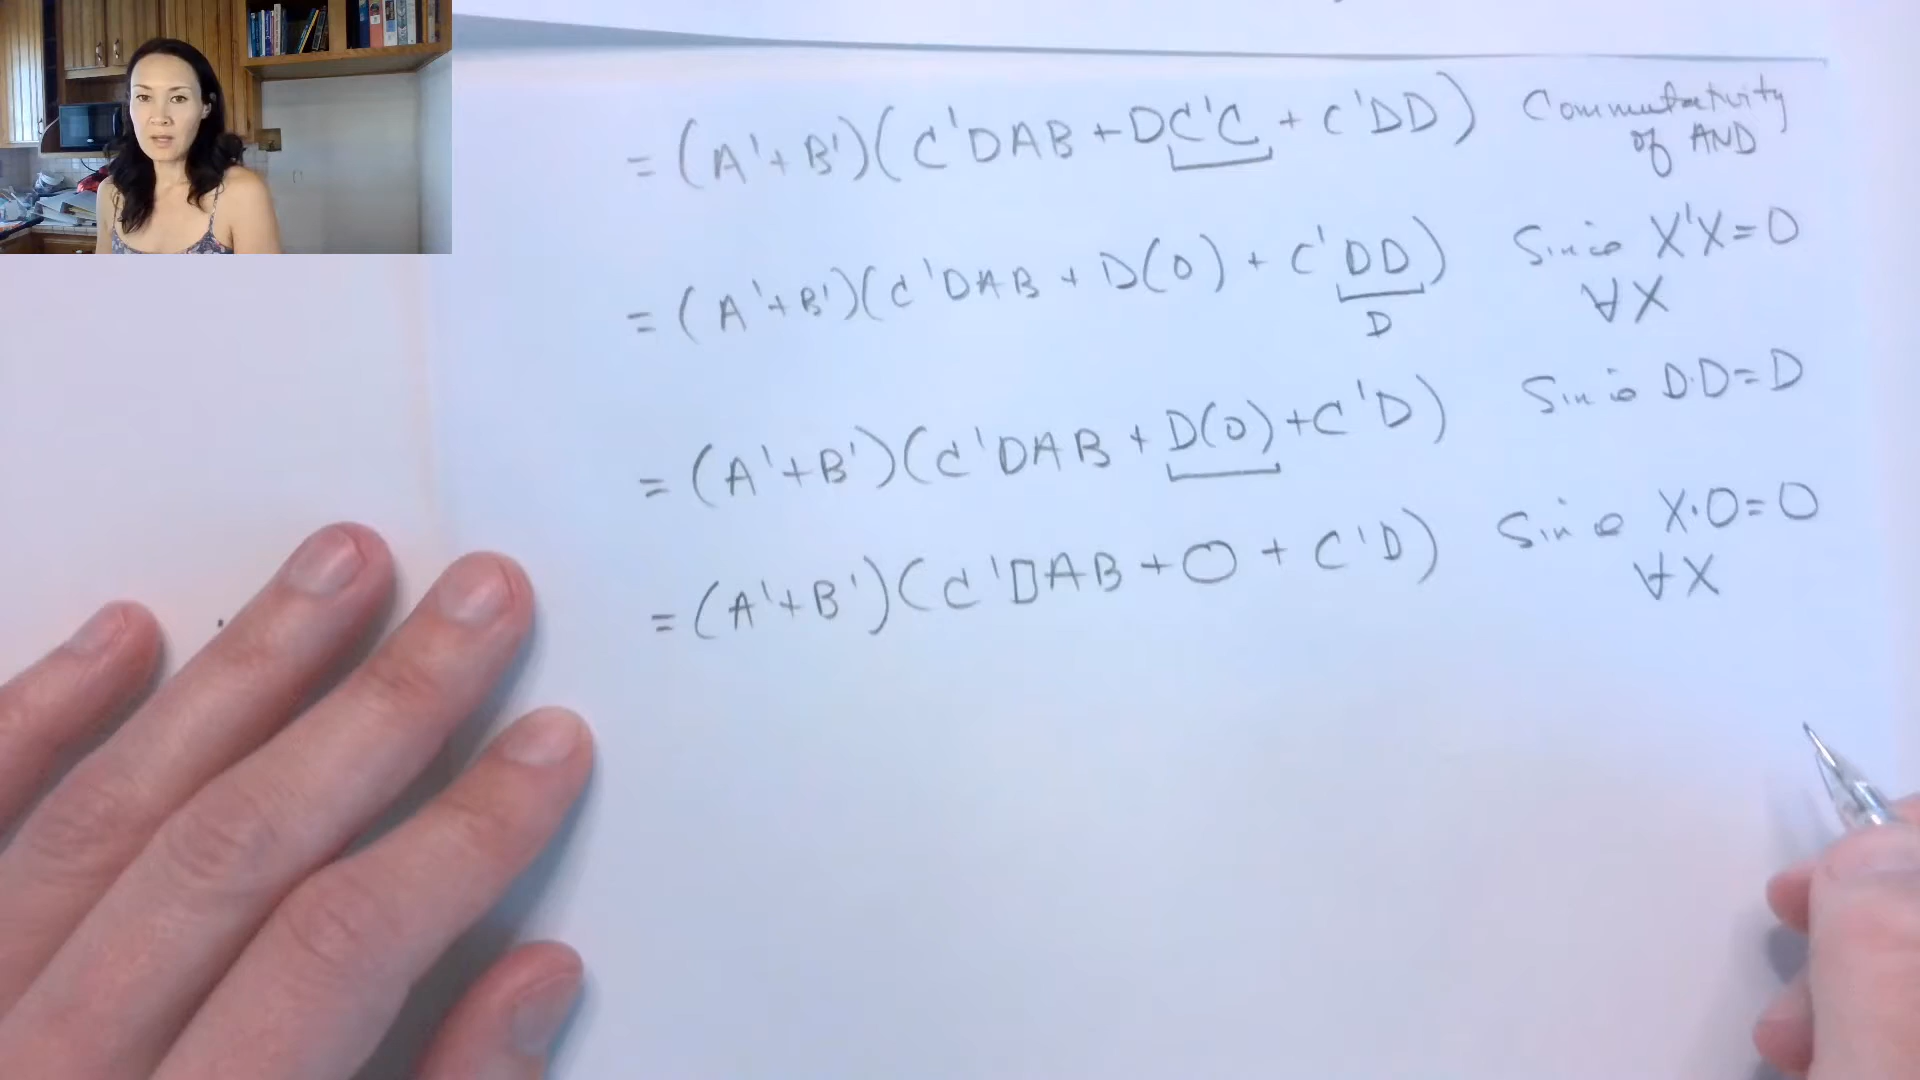 = (A'+B')(C'DAB + DC'C + C'DD) Commutativity
of AND
= (A'+B')(C'DAB + D(0) + C'DD) Since X'X=0
D
∀X
= (A'+B')(C'DAB + D(0) + C'D) Since D·D=D
= (A'+B')(C'DAB + 0 + C'D) Since X·0=0
∀X